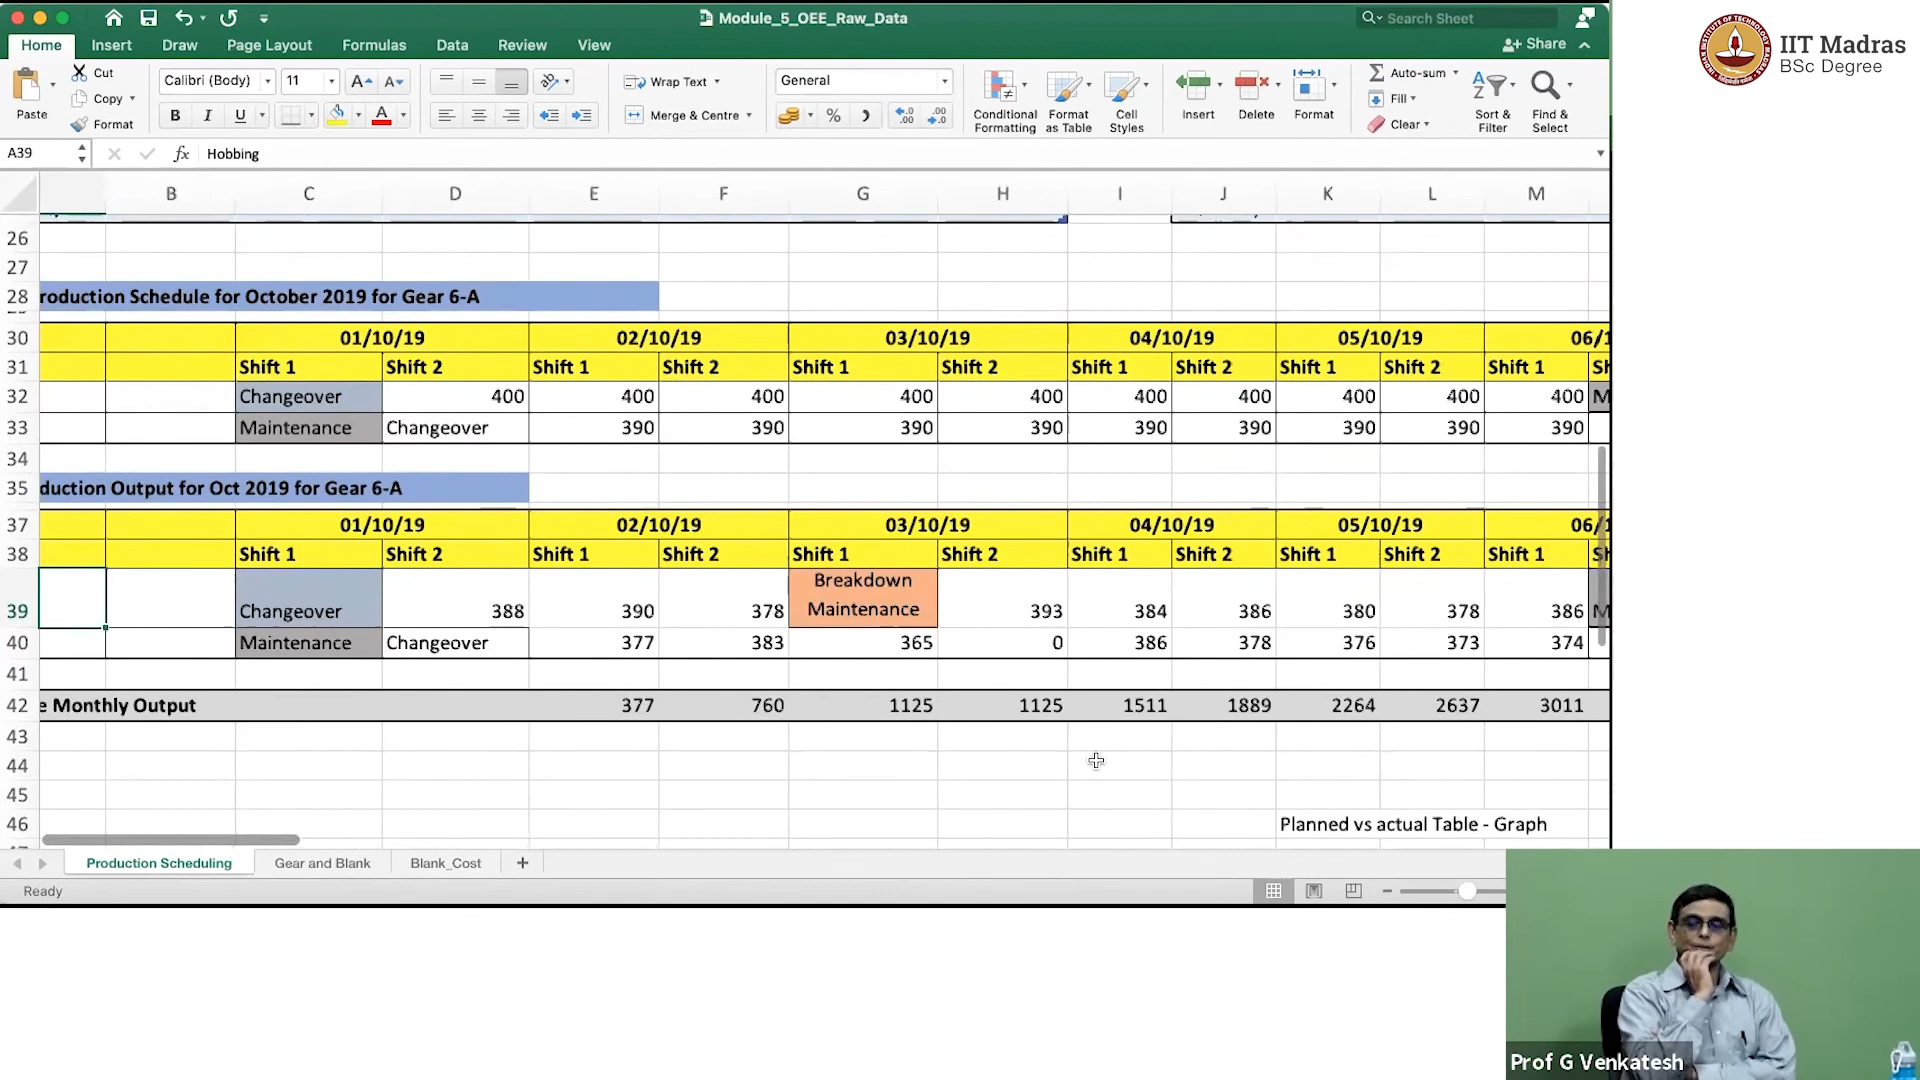 Module_5_OEE_Raw_Data
Search Sheet
Home Insert Draw Page Layout Formulas Data Review View
Share
Cut
Copy
Format
Paste
Calibri (Body) 11
B I U
Wrap Text
Merge & Centre
General
Conditional Formatting
Format as Table
Cell Styles
Insert
Delete
Format
Auto-sum
Fill
Clear
Sort & Filter
Find & Select
A39 fx Hobbing
B C D E F G H I J K L M
26
27
28 roduction Schedule for October 2019 for Gear 6-A
30 01/10/19 02/10/19 03/10/19 04/10/19 05/10/19 06/1
31 Shift 1 Shift 2 Shift 1 Shift 2 Shift 1 Shift 2 Shift 1 Shift 2 Shift 1 Shift 2 Shift 1 Sh
32 Changeover 400 400 400 400 400 400 400 400 400 400 M
33 Maintenance Changeover 390 390 390 390 390 390 390 390 390
34
35 duction Output for Oct 2019 for Gear 6-A
37 01/10/19 02/10/19 03/10/19 04/10/19 05/10/19 06/1
38 Shift 1 Shift 2 Shift 1 Shift 2 Shift 1 Shift 2 Shift 1 Shift 2 Shift 1 Shift 2 Shift 1 Sh
39 Changeover 388 390 378 Breakdown Maintenance 393 384 386 380 378 386 M
40 Maintenance Changeover 377 383 365 0 386 378 376 373 374
41
42 e Monthly Output 377 760 1125 1125 1511 1889 2264 2637 3011
43
44
45
46 Planned vs actual Table - Graph
Production Scheduling Gear and Blank Blank_Cost
Ready
IIT Madras
BSc Degree
Prof G Venkatesh